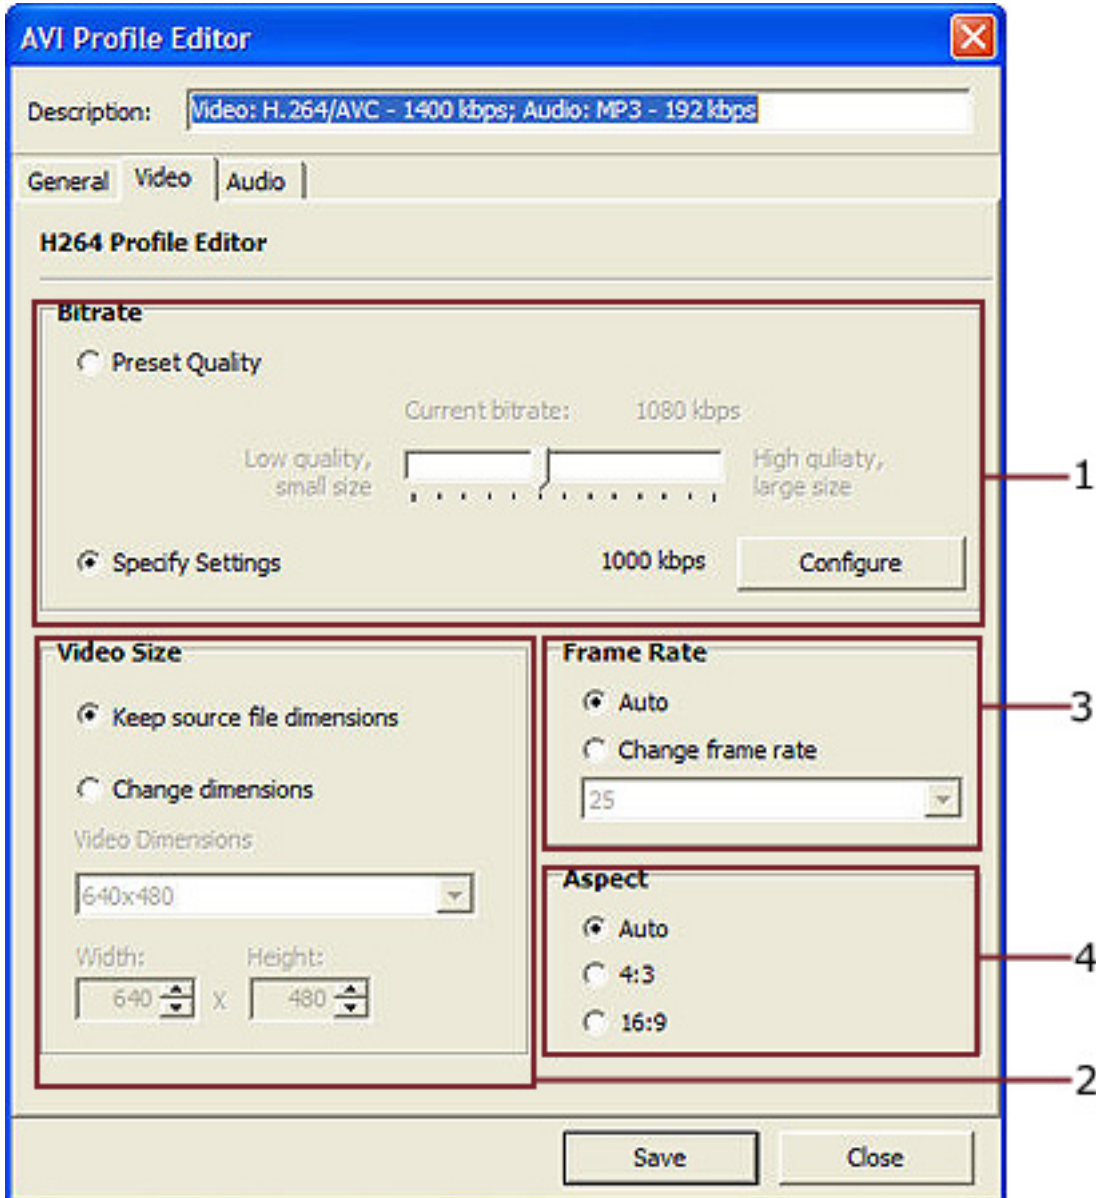 AVI Profile Editor
Description: Video: H.264/AVC - 1400 kbps; Audio: MP3 - 192 kbps
General Video Audio
H264 Profile Editor
Bitrate
Preset Quality
Current bitrate: 1080 kbps
Low quality, High quliaty,
small size large size
1
Specify Settings 1000 kbps Configure
Video Size
Keep source file dimensions
Change dimensions
Video Dimensions
640x480
Width: Height:
640 x 480
2
Frame Rate
Auto
Change frame rate
25
3
Aspect
Auto
4:3
16:9
4
Save Close